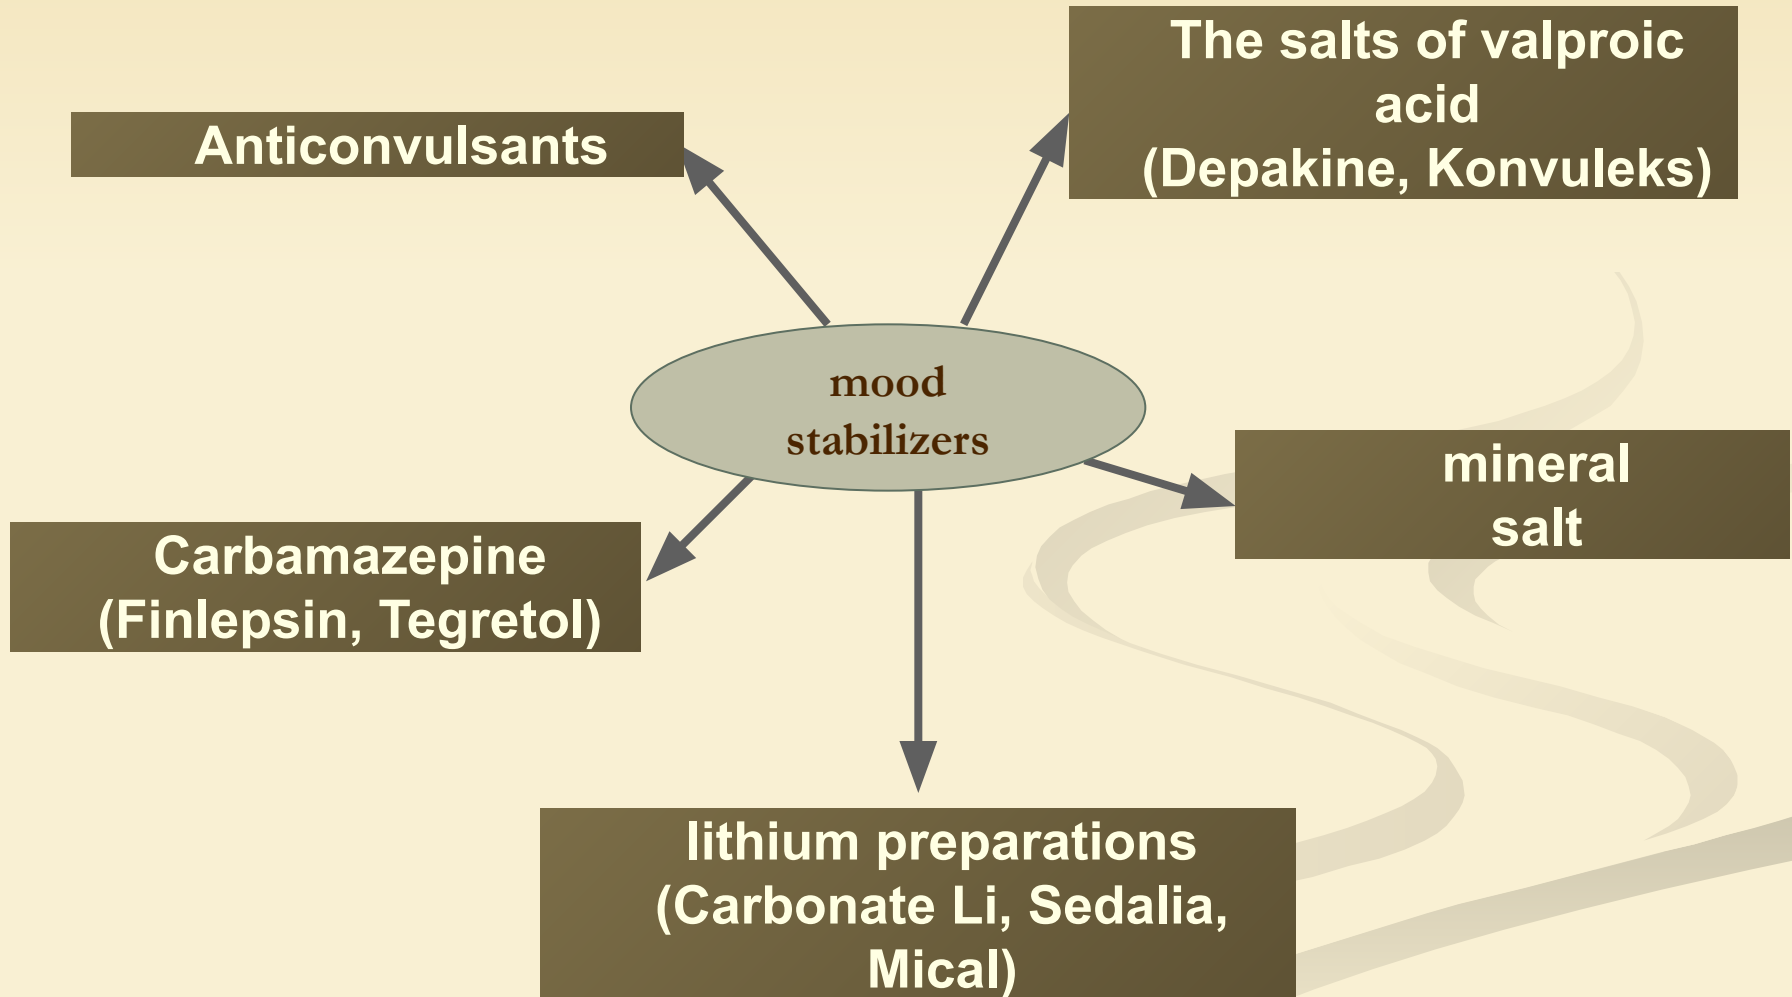 The salts of valproic
acid
(Depakine, Konvuleks)
Anticonvulsants
mood
stabilizers
mineral
salt
Carbamazepine
(Finlepsin, Tegretol)
lithium preparations
(Carbonate Li, Sedalia,
Mical)